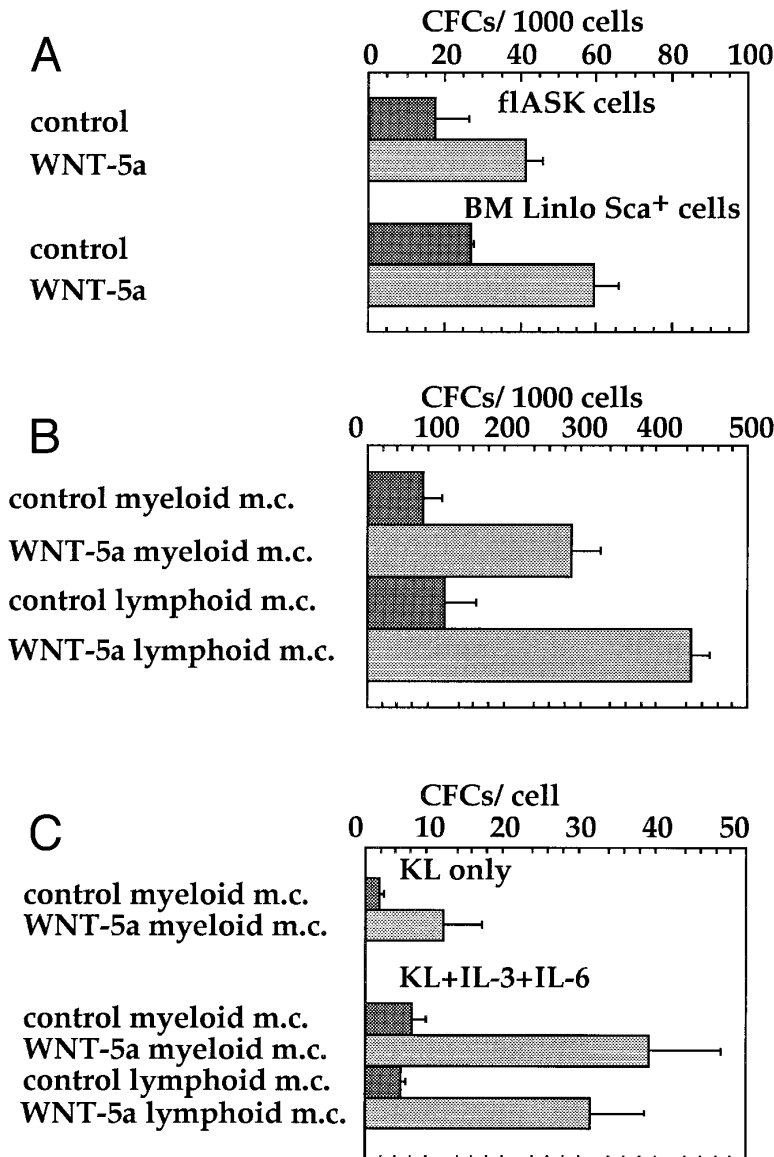 A
CFCs/ 1000 cells
0 20 40 60 80 100
flASK cells
control
WNT-5a
BM Linlo Sca+ cells
control
WNT-5a
B
CFCs/ 1000 cells
0 100 200 300 400 500
control myeloid m.c.
WNT-5a myeloid m.c.
control lymphoid m.c.
WNT-5a lymphoid m.c.
C
CFCs/ cell
0 10 20 30 40 50
KL only
control myeloid m.c.
WNT-5a myeloid m.c.
KL+IL-3+IL-6
control myeloid m.c.
WNT-5a myeloid m.c.
control lymphoid m.c.
WNT-5a lymphoid m.c.